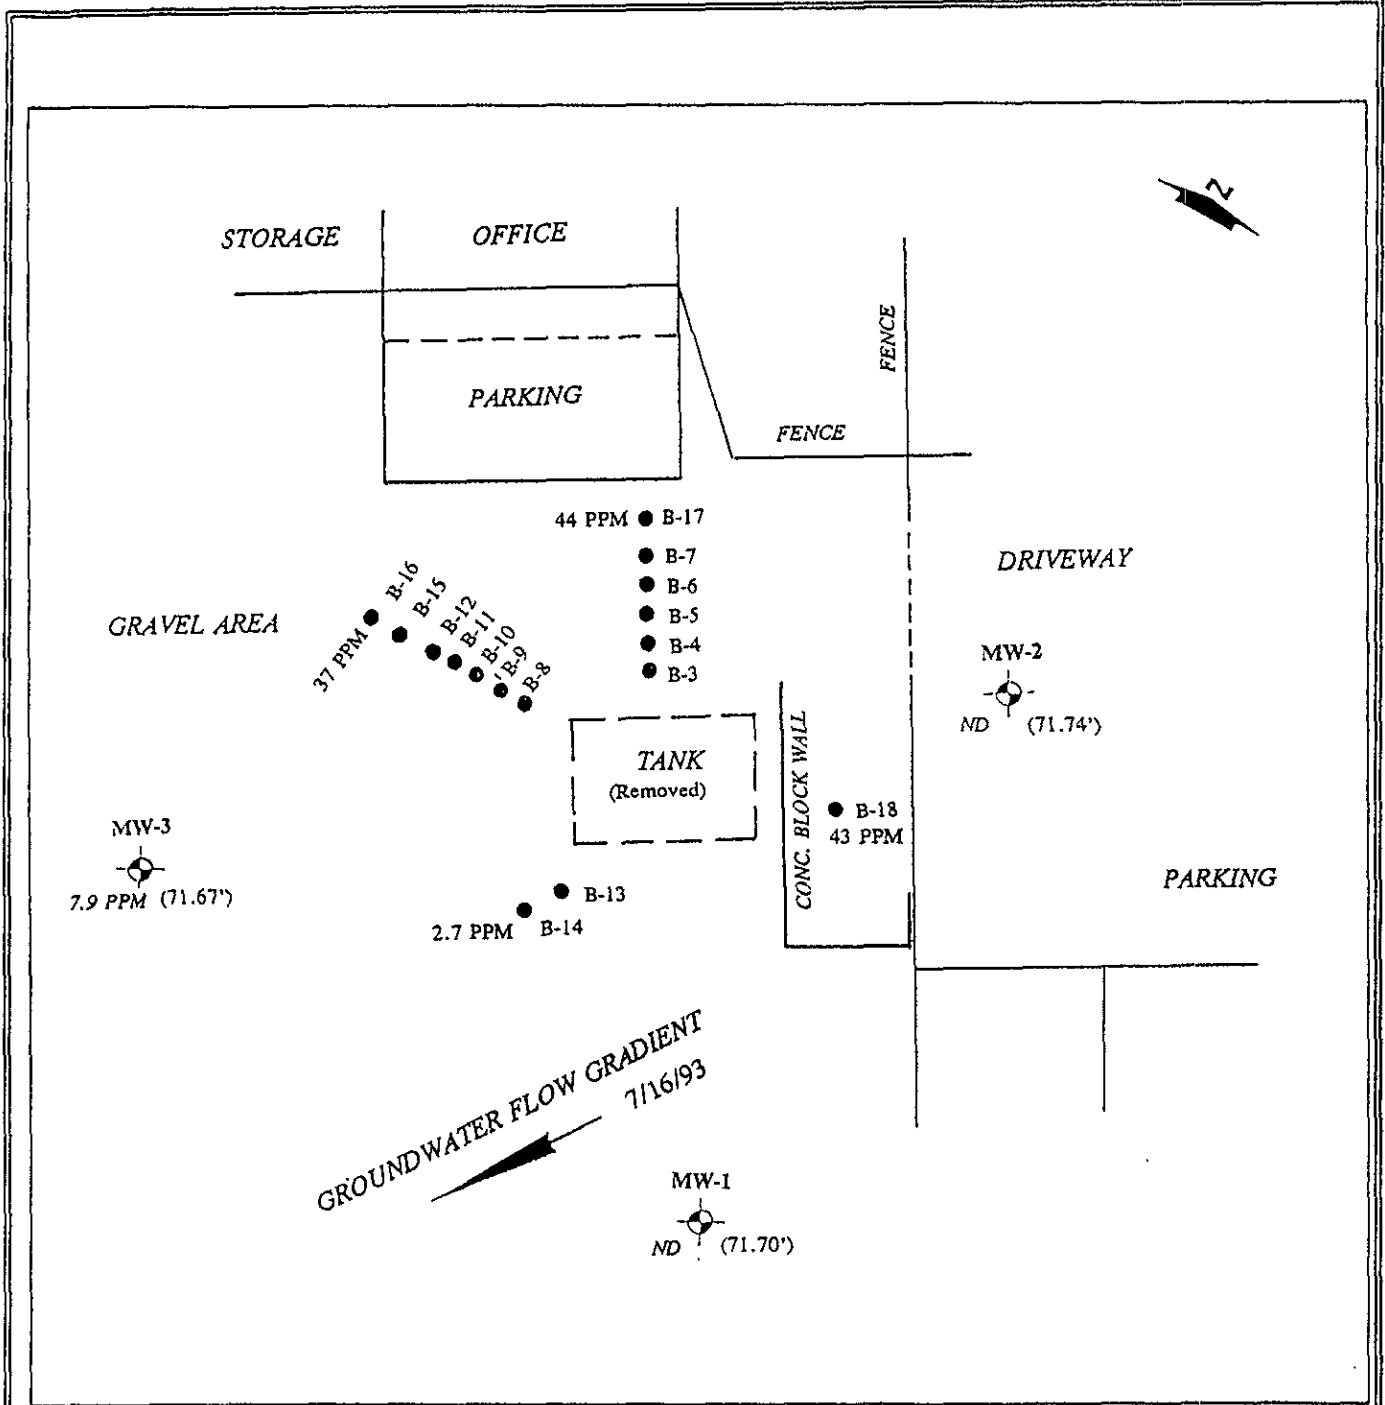 N
STORAGE
OFFICE
FENCE
PARKING
FENCE
44 PPM
B-17
B-7
B-6
B-5
B-4
B-3
DRIVEWAY
GRAVEL AREA
37 PPM
B-16
B-15
B-12
B-11
B-10
B-9
B-8
MW-2
ND (71.74')
TANK
(Removed)
CONC. BLOCK WALL
B-18
43 PPM
MW-3
7.9 PPM (71.67')
PARKING
B-13
2.7 PPM
B-14
GROUNDWATER FLOW GRADIENT
7/16/93
MW-1
ND (71.70')